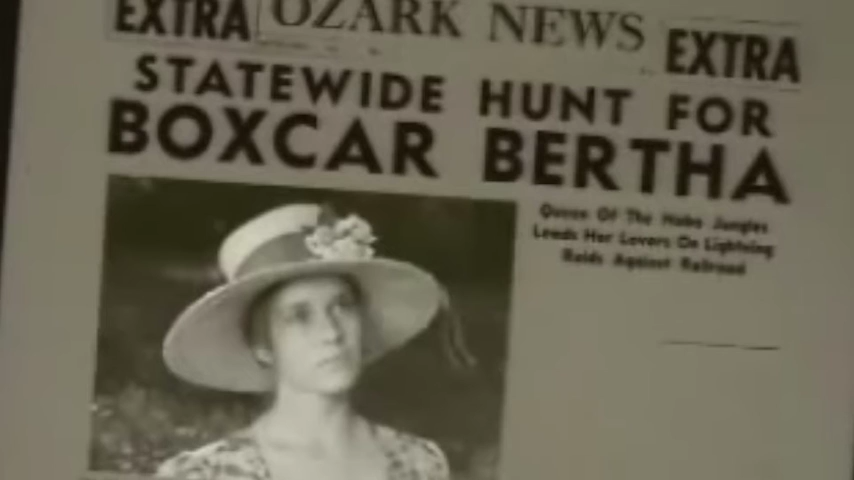 EXTRA OZARK NEWS EXTRA
STATEWIDE HUNT FOR
BOXCAR BERTHA
Queen Of The Hobo Jungles
Leads Her Lovers On Lightning
Raids Against Railroad